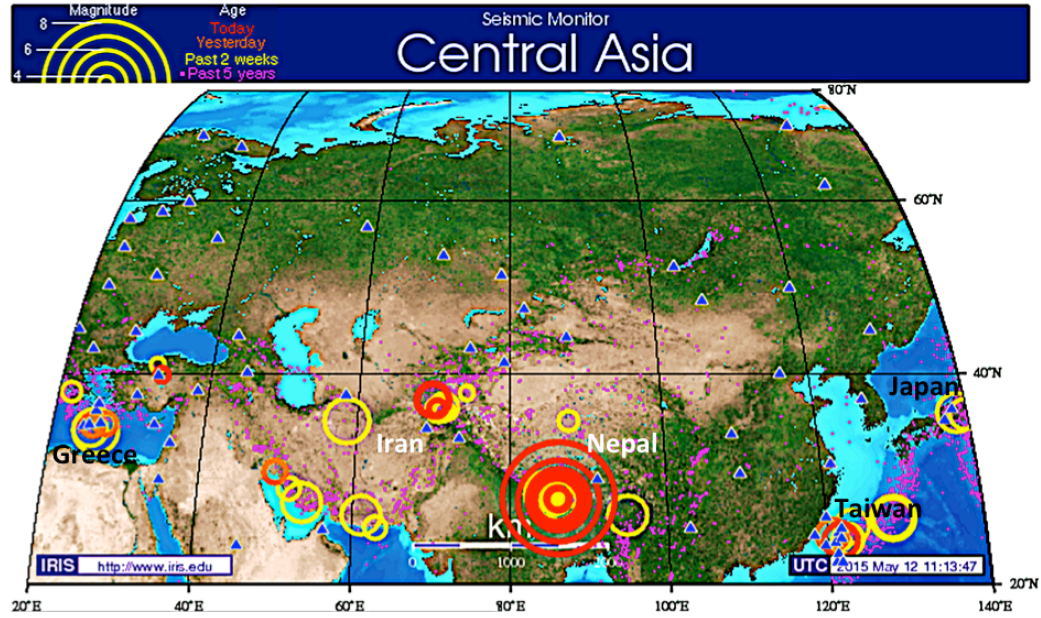 Magnitude
Age
Seismic Monitor
8
Today
Yesterday
6
Central Asia
Past 2 weeks
4
Past 5 years
80°N
60°N
40°N
Japan
Iran
Nepal
Greece
Taiwan
km
0
1000
2000
IRIS
http://www.iris.edu
UTC
2015 May 12 11:13:47
20°N
20°E
40°E
60°E
80°E
100°E
120°E
140°E